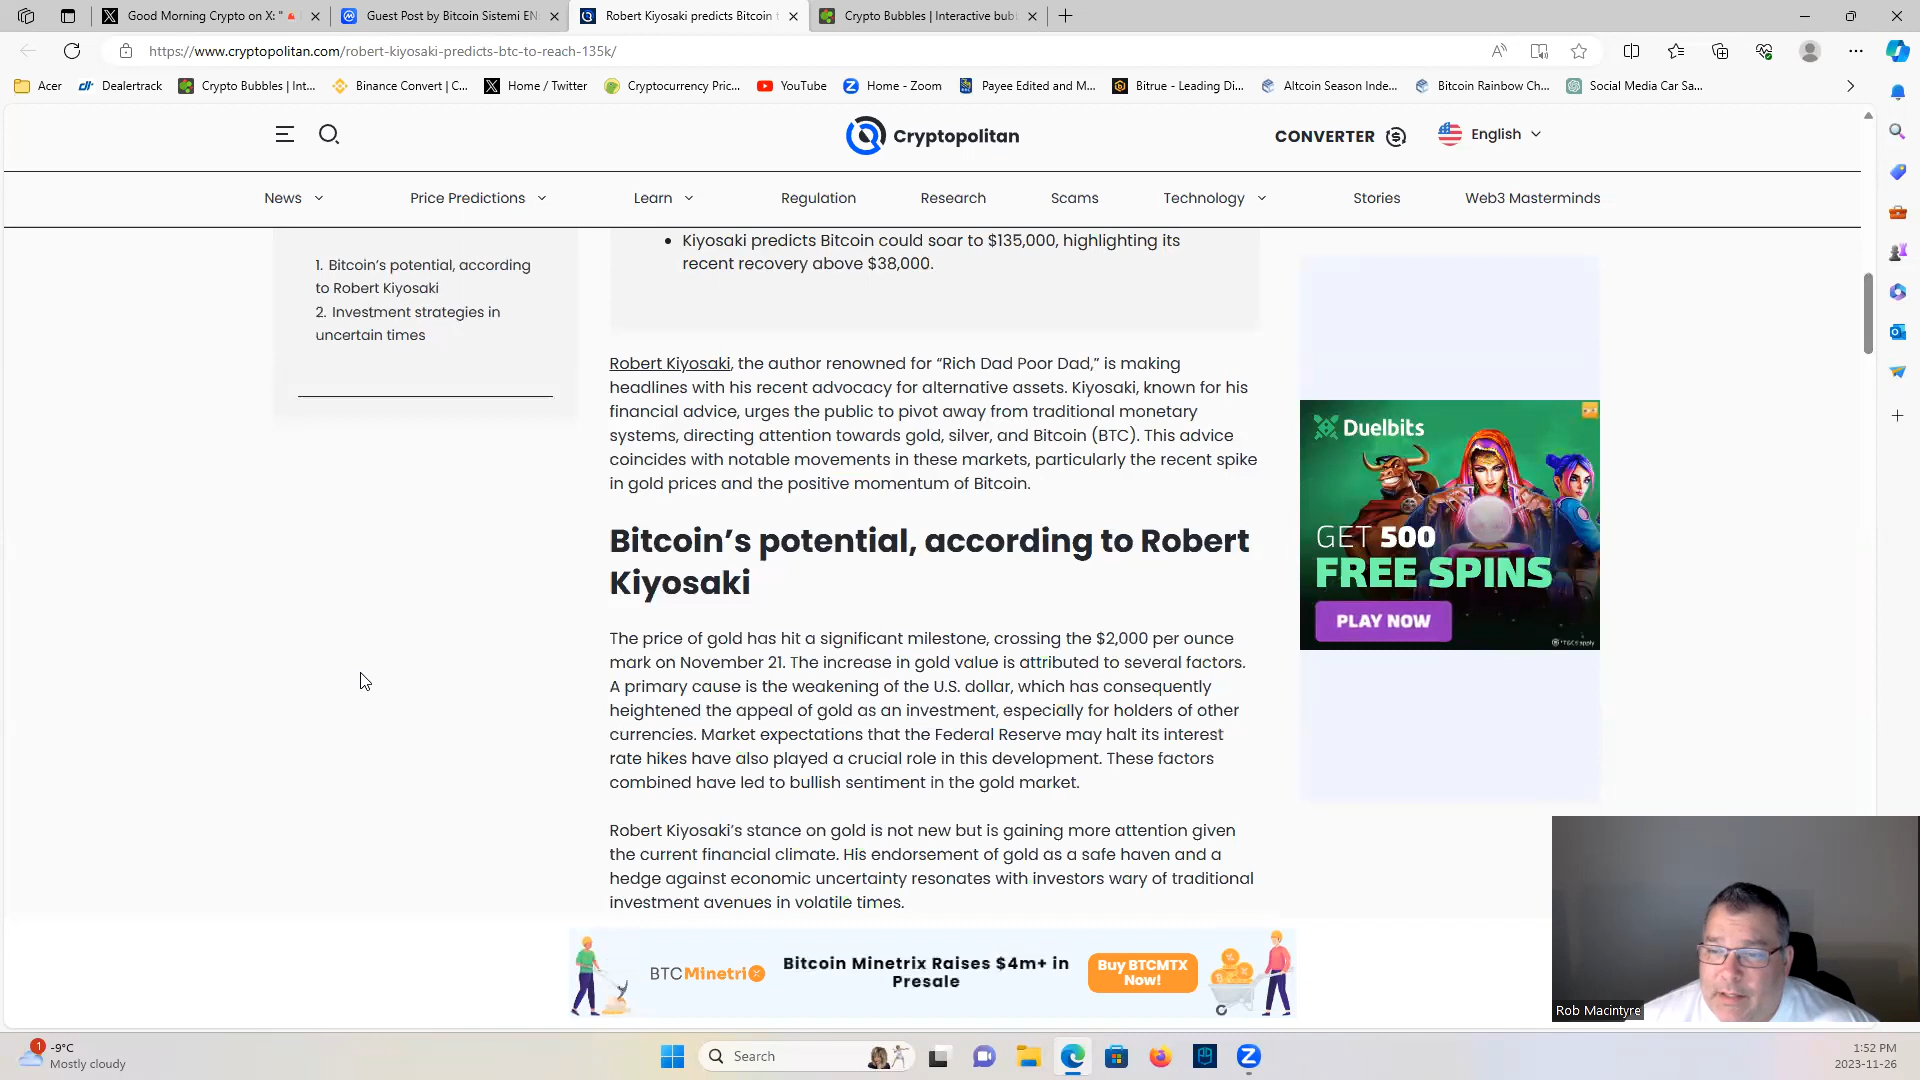 Good Morning Crypto on X: "
Guest Post by Bitcoin Sistemi EN
Robert Kiyosaki predicts Bitcoin t
Crypto Bubbles | Interactive bub
https://www.cryptopolitan.com/robert-kiyosaki-predicts-btc-to-reach-135k/
Acer
Dealertrack
Crypto Bubbles | Int...
Binance Convert | C...
Home / Twitter
Cryptocurrency Pric...
YouTube
Home - Zoom
Payee Edited and M...
Bitrue - Leading Di...
Altcoin Season Inde...
Bitcoin Rainbow Ch...
Social Media Car Sa...
Cryptopolitan
CONVERTER
English
News
Price Predictions
Learn
Regulation
Research
Scams
Technology
Stories
Web3 Masterminds
1. Bitcoin's potential, according
to Robert Kiyosaki
2. Investment strategies in
uncertain times
• Kiyosaki predicts Bitcoin could soar to $135,000, highlighting its
recent recovery above $38,000.
Robert Kiyosaki, the author renowned for “Rich Dad Poor Dad,” is making
headlines with his recent advocacy for alternative assets. Kiyosaki, known for his
financial advice, urges the public to pivot away from traditional monetary
systems, directing attention towards gold, silver, and Bitcoin (BTC). This advice
coincides with notable movements in these markets, particularly the recent spike
in gold prices and the positive momentum of Bitcoin.
Bitcoin's potential, according to Robert
Kiyosaki
The price of gold has hit a significant milestone, crossing the $2,000 per ounce
mark on November 21. The increase in gold value is attributed to several factors.
A primary cause is the weakening of the U.S. dollar, which has consequently
heightened the appeal of gold as an investment, especially for holders of other
currencies. Market expectations that the Federal Reserve may halt its interest
rate hikes have also played a crucial role in this development. These factors
combined have led to bullish sentiment in the gold market.
Robert Kiyosaki's stance on gold is not new but is gaining more attention given
the current financial climate. His endorsement of gold as a safe haven and a
hedge against economic uncertainty resonates with investors wary of traditional
investment avenues in volatile times.
Duelbits
GET 500
FREE SPINS
PLAY NOW
BTCMinetrix
Bitcoin Minetrix Raises $4m+ in
Presale
Buy BTCMTX
Now!
Rob Macintyre
1
-9°C
Mostly cloudy
Search
1:52 PM
2023-11-26